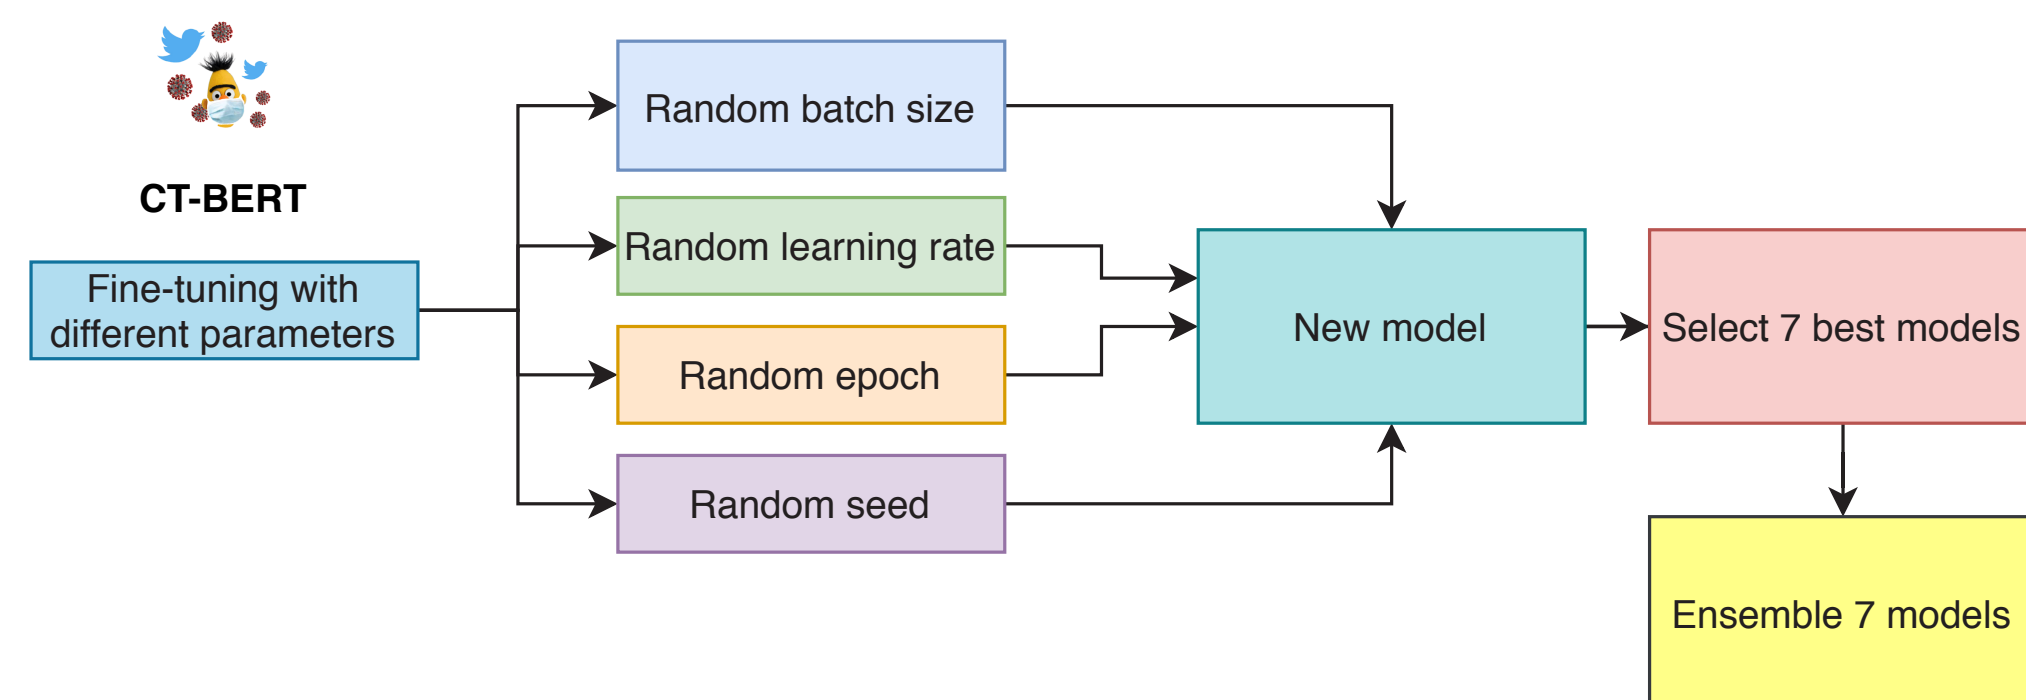 CT-BERT
Fine-tuning with
different parameters
Random batch size
Random learning rate
Random epoch
Random seed
New model
Select 7 best models
Ensemble 7 models